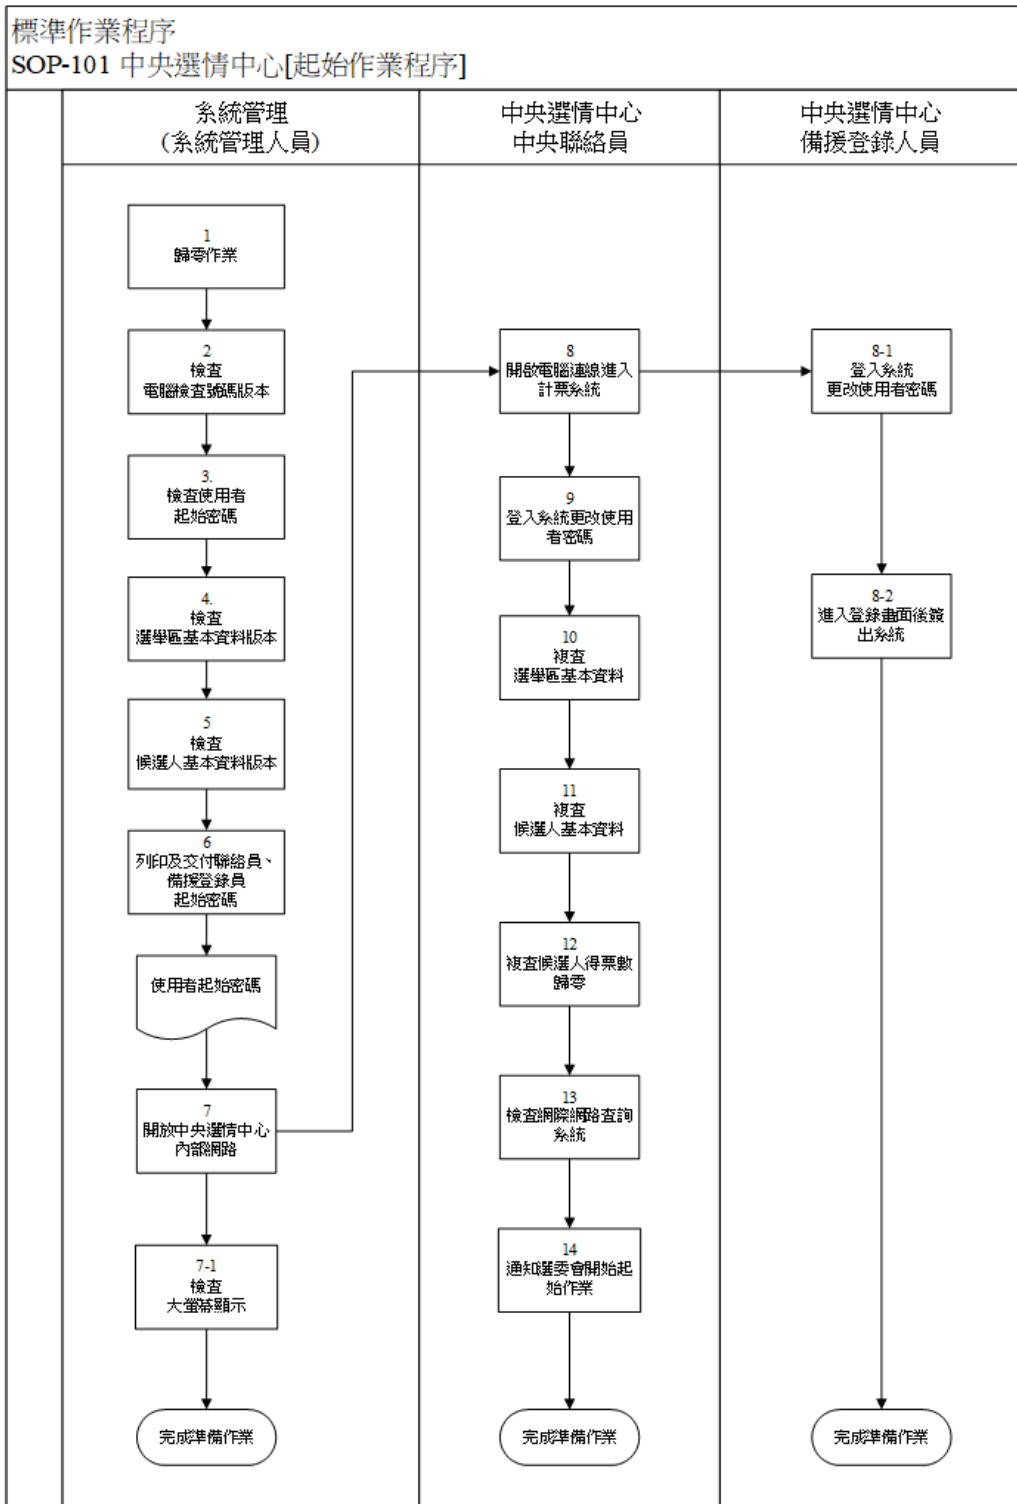 標準作業程序
SOP-101 中央選情中心[起始作業程序]
系統管理
(系統管理人員)
中央選情中心
中央聯絡員
中央選情中心
備援登錄人員
1
歸零作業
2
檢查
電腦檢查號碼版本
3.
檢查使用者
起始密碼
4.
檢查
選舉區基本資料版本
5
檢查
候選人基本資料版本
6
列印及交付聯絡員、
備援登錄員
起始密碼
使用者起始密碼
7
開放中央選情中心
內部網路
7-1
檢查
大螢幕顯示
完成準備作業
8
開啟電腦連線進入
計票系統
9
登入系統更改使用
者密碼
10
複查
選舉區基本資料
11
複查
候選人基本資料
12
複查候選人得票數
歸零
13
檢查網際網路查詢
系統
14
通知選委會開始起
始作業
完成準備作業
8-1
登入系統
更改使用者密碼
8-2
進入登錄畫面後簽
出系統
完成準備作業